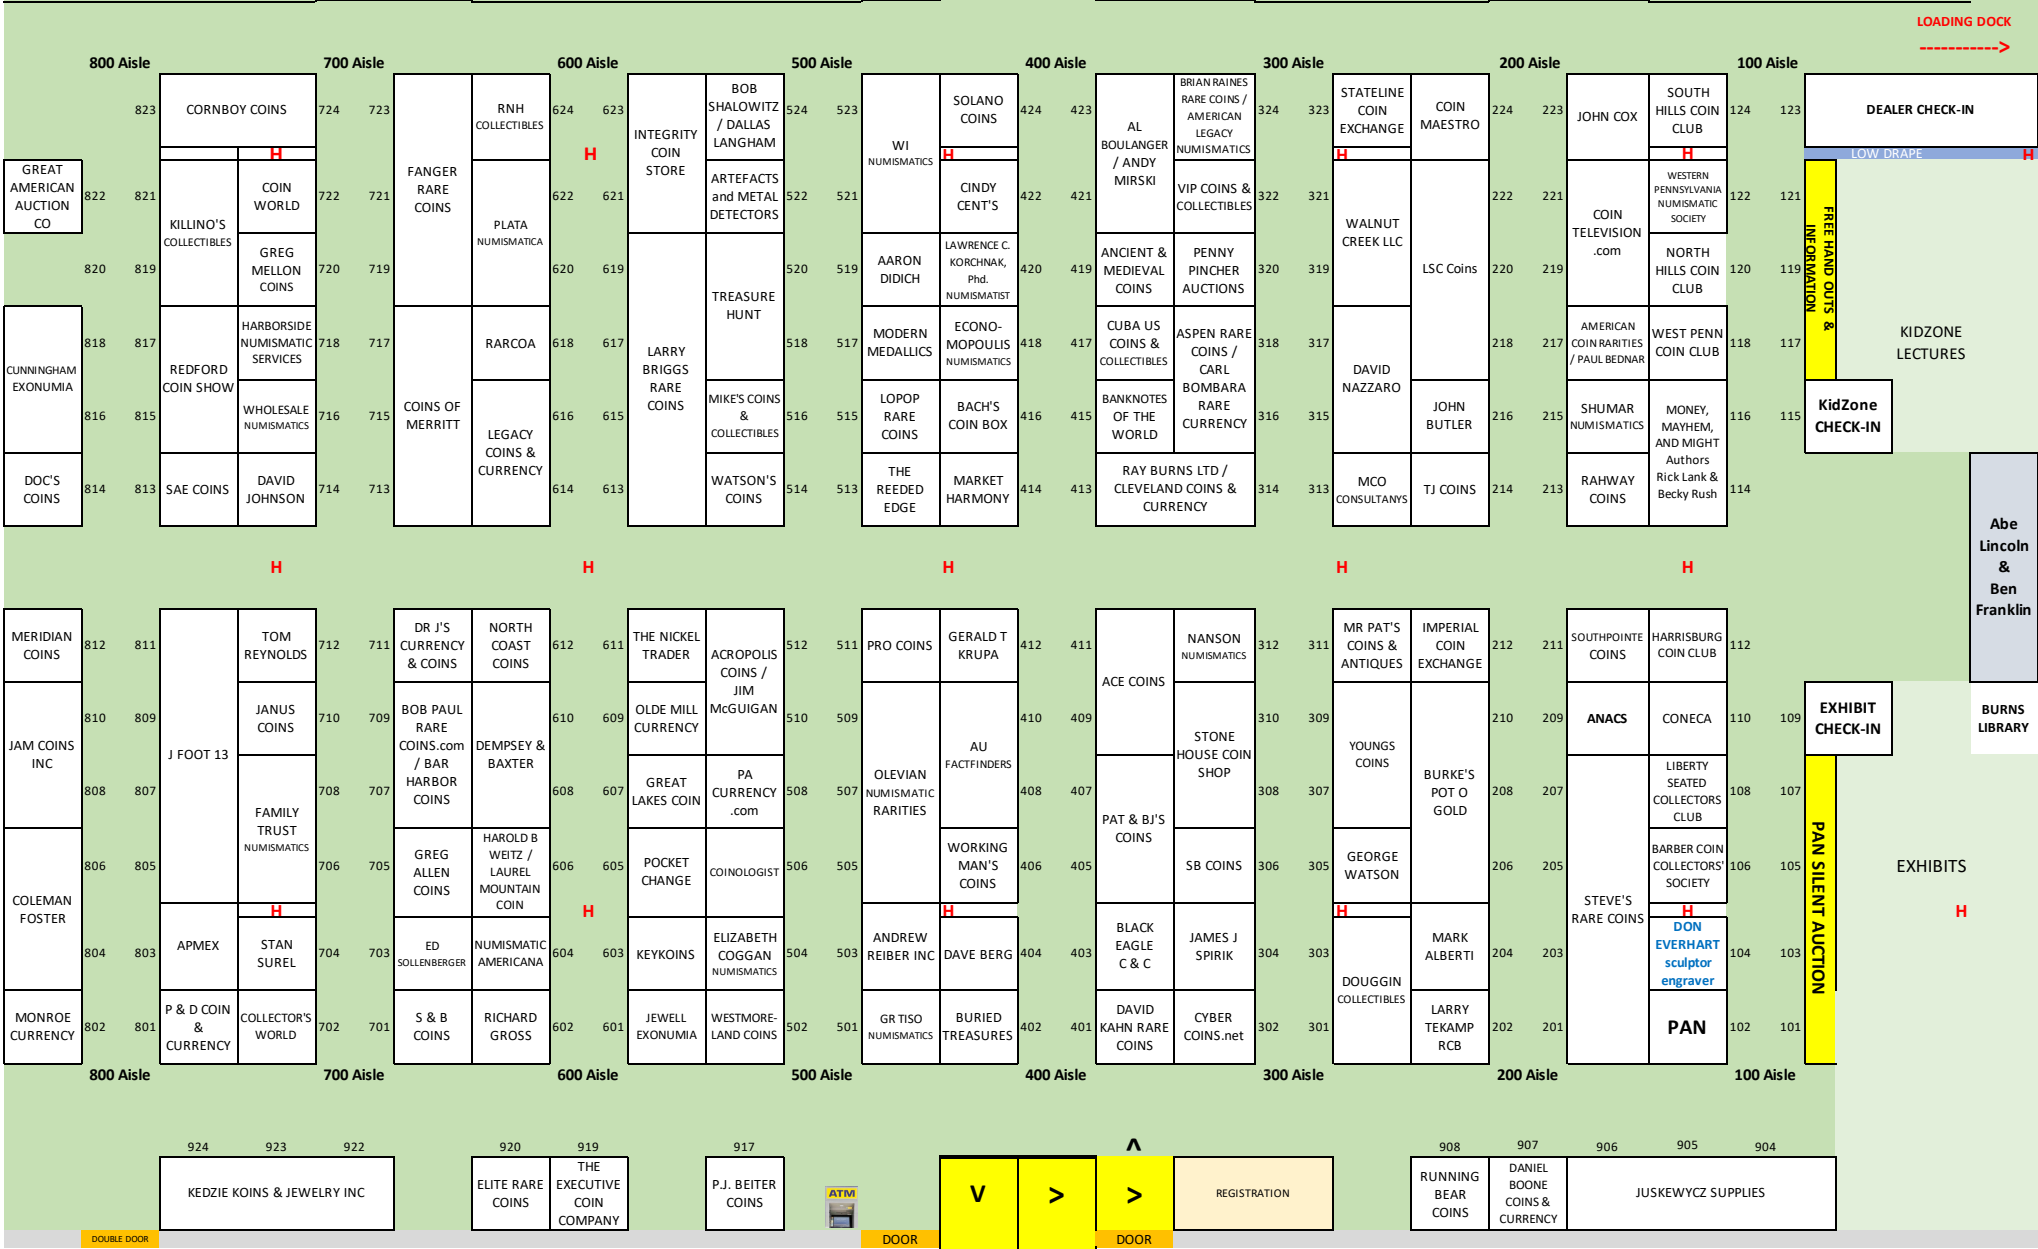 LOADING DOCK
----------->
800 Aisle
700 Aisle
600 Aisle
500 Aisle
400 Aisle
300 Aisle
200 Aisle
100 Aisle
823
CORNBOY COINS
724
723
RNH
COLLECTIBLES
624
623
BOB
SHALOWITZ
/ DALLAS
LANGHAM
524
523
SOLANO
COINS
424
423
BRIAN RAINES
RARE COINS /
AMERICAN
LEGACY
NUMISMATICS
324
323
STATELINE
COIN
EXCHANGE
COIN
MAESTRO
224
223
JOHN COX
SOUTH
HILLS COIN
CLUB
124
123
DEALER CHECK-IN
H
H
H
H
H
LOW DRAPE
H
FANGER
RARE
COINS
INTEGRITY
COIN
STORE
WI
NUMISMATICS
AL
BOULANGER
/ ANDY
MIRSKI
GREAT
AMERICAN
AUCTION
CO
822
821
KILLINO'S
COLLECTIBLES
COIN
WORLD
722
721
PLATA
NUMISMATICA
622
621
ARTEFACTS
and METAL
DETECTORS
522
521
CINDY
CENT'S
422
421
VIP COINS &
COLLECTIBLES
322
321
WALNUT
CREEK LLC
LSC Coins
222
221
COIN
TELEVISION
.com
WESTERN
PENNSYLVANIA
NUMISMATIC
SOCIETY
122
121
FREE HAND OUTS &
INFORMATION
820
819
GREG
MELLON
COINS
720
719
620
619
TREASURE
HUNT
520
519
AARON
DIDICH
LAWRENCE C.
KORCHNAK,
Phd.
NUMISMATIST
420
419
ANCIENT &
MEDIEVAL
COINS
PENNY
PINCHER
AUCTIONS
320
319
220
219
NORTH
HILLS COIN
CLUB
120
119
KIDZONE
LECTURES
CUNNINGHAM
EXONUMIA
818
817
REDFORD
COIN SHOW
HARBORSIDE
NUMISMATIC
SERVICES
718
717
COINS OF
MERRITT
RARCOA
618
617
LARRY
BRIGGS
RARE
COINS
518
517
MODERN
MEDALLICS
ECONO-
MOPOULIS
NUMISMATICS
418
417
CUBA US
COINS &
COLLECTIBLES
ASPEN RARE
COINS /
CARL
BOMBARA
RARE
CURRENCY
318
317
DAVID
NAZZARO
218
217
AMERICAN
COIN RARITIES
/ PAUL BEDNAR
WEST PENN
COIN CLUB
118
117
816
815
WHOLESALE
NUMISMATICS
716
715
LEGACY
COINS &
CURRENCY
616
615
MIKE'S COINS
&
COLLECTIBLES
516
515
LOPOP
RARE
COINS
BACH'S
COIN BOX
416
415
BANKNOTES
OF THE
WORLD
316
315
JOHN
BUTLER
216
215
SHUMAR
NUMISMATICS
MONEY,
MAYHEM,
AND MIGHT
Authors
Rick Lank &
Becky Rush
116
115
KidZone
CHECK-IN
DOC'S
COINS
814
813
SAE COINS
DAVID
JOHNSON
714
713
614
613
WATSON'S
COINS
514
513
THE
REEDED
EDGE
MARKET
HARMONY
414
413
RAY BURNS LTD /
CLEVELAND COINS &
CURRENCY
314
313
MCO
CONSULTANYS
TJ COINS
214
213
RAHWAY
COINS
114
Abe
Lincoln
&
Ben
Franklin
H
H
H
H
H
MERIDIAN
COINS
812
811
J FOOT 13
TOM
REYNOLDS
712
711
DR J'S
CURRENCY
& COINS
NORTH
COAST
COINS
612
611
THE NICKEL
TRADER
ACROPOLIS
COINS /
JIM
McGUIGAN
512
511
PRO COINS
GERALD T
KRUPA
412
411
ACE COINS
NANSON
NUMISMATICS
312
311
MR PAT'S
COINS &
ANTIQUES
IMPERIAL
COIN
EXCHANGE
212
211
SOUTHPOINTE
COINS
HARRISBURG
COIN CLUB
112
JAM COINS
INC
810
809
JANUS
COINS
710
709
BOB PAUL
RARE
COINS.com
/ BAR
HARBOR
COINS
DEMPSEY &
BAXTER
610
609
OLDE MILL
CURRENCY
510
509
OLEVIAN
NUMISMATIC
RARITIES
AU
FACTFINDERS
410
409
STONE
HOUSE COIN
SHOP
310
309
YOUNGS
COINS
BURKE'S
POT O
GOLD
210
209
ANACS
CONECA
110
109
EXHIBIT
CHECK-IN
BURNS
LIBRARY
808
807
FAMILY
TRUST
NUMISMATICS
708
707
608
607
GREAT
LAKES COIN
PA
CURRENCY
.com
508
507
408
407
PAT & BJ'S
COINS
308
307
208
207
LIBERTY
SEATED
COLLECTORS
CLUB
108
107
PAN SILENT AUCTION
COLEMAN
FOSTER
806
805
706
705
GREG
ALLEN
COINS
HAROLD B
WEITZ /
LAUREL
MOUNTAIN
COIN
606
605
POCKET
CHANGE
COINOLOGIST
506
505
WORKING
MAN'S
COINS
406
405
SB COINS
306
305
GEORGE
WATSON
206
205
STEVE'S
RARE COINS
BARBER COIN
COLLECTORS'
SOCIETY
106
105
EXHIBITS
H
H
H
H
H
H
804
803
APMEX
STAN
SUREL
704
703
ED
SOLLENBERGER
NUMISMATIC
AMERICANA
604
603
KEYKOINS
ELIZABETH
COGGAN
NUMISMATICS
504
503
ANDREW
REIBER INC
DAVE BERG
404
403
BLACK
EAGLE
C & C
JAMES J
SPIRIK
304
303
DOUGGIN
COLLECTIBLES
MARK
ALBERTI
204
203
DON
EVERHART
sculptor
engraver
104
103
MONROE
CURRENCY
802
801
P & D COIN
&
CURRENCY
COLLECTOR'S
WORLD
702
701
S & B
COINS
RICHARD
GROSS
602
601
JEWELL
EXONUMIA
WESTMORE-
LAND COINS
502
501
GR TISO
NUMISMATICS
BURIED
TREASURES
402
401
DAVID
KAHN RARE
COINS
CYBER
COINS.net
302
301
LARRY
TEKAMP
RCB
202
201
PAN
102
101
800 Aisle
700 Aisle
600 Aisle
500 Aisle
400 Aisle
300 Aisle
200 Aisle
100 Aisle
924
923
922
920
919
917
908
907
906
905
904
KEDZIE KOINS & JEWELRY INC
ELITE RARE
COINS
THE
EXECUTIVE
COIN
COMPANY
P.J. BEITER
COINS
ATM
V
>
>
^
REGISTRATION
RUNNING
BEAR
COINS
DANIEL
BOONE
COINS &
CURRENCY
JUSKEWYCZ SUPPLIES
DOUBLE DOOR
DOOR
DOOR